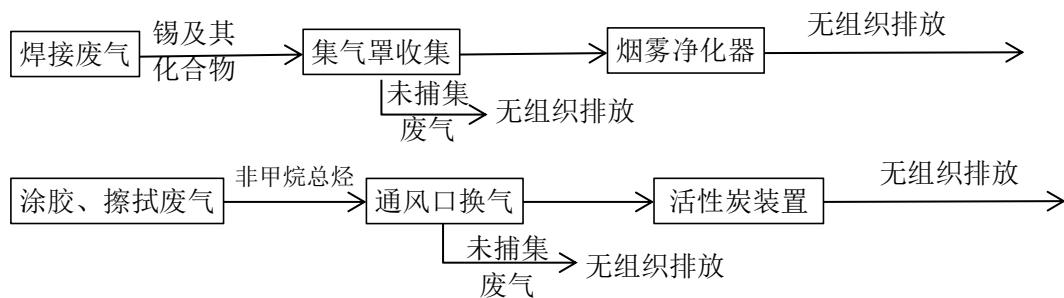 焊接废气
锡及其
化合物
集气罩收集
烟雾净化器
无组织排放
未捕集
废气
无组织排放
涂胶、擦拭废气
非甲烷总烃
通风口换气
活性炭装置
无组织排放
未捕集
废气
无组织排放